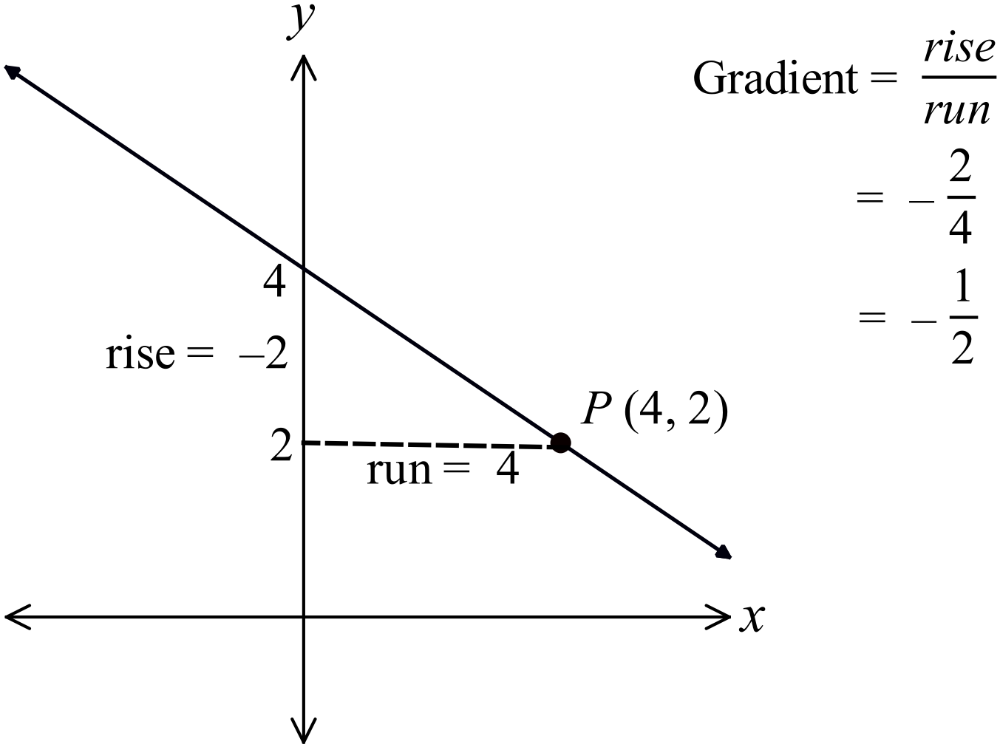 y
Gradient = rise/run
= – 2/4
= – 1/2
4
rise = –2
P (4, 2)
2
run = 4
x